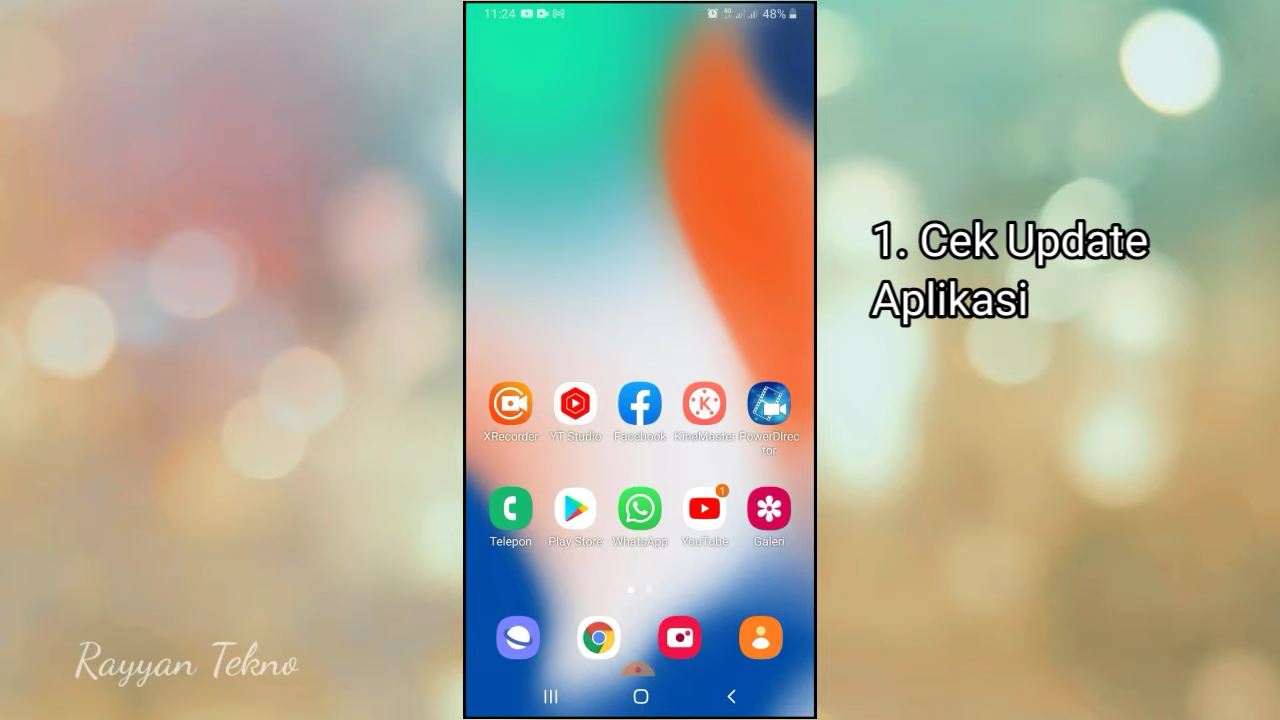 11:24
48%
1. Cek Update
Aplikasi
XRecorder
YT Studio
Facebook
KineMaster
PowerDirec
tor
1
Telepon
Play Store
WhatsApp
YouTube
Galeri
Rayyan Tekno